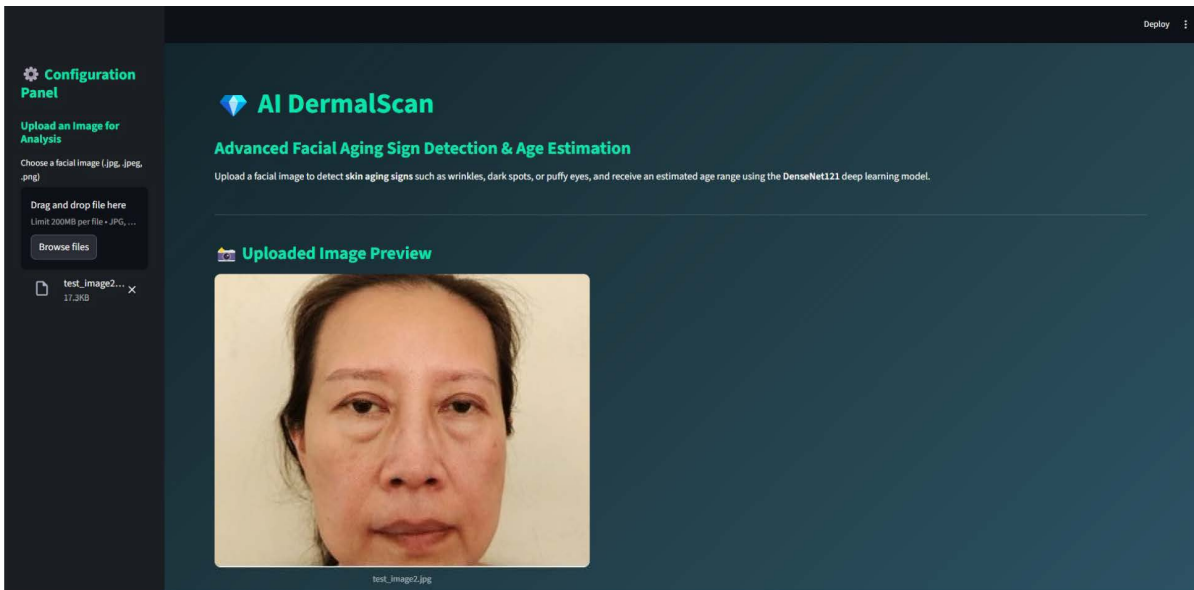 Deploy
Configuration
Panel
Upload an Image for
Analysis
Choose a facial image (.jpg, .jpeg,
.png)
Drag and drop file here
Limit 200MB per file • JPG, ...
Browse files
test_image2...
17.3KB
AI DermalScan
Advanced Facial Aging Sign Detection & Age Estimation
Upload a facial image to detect skin aging signs such as wrinkles, dark spots, or puffy eyes, and receive an estimated age range using the DenseNet121 deep learning model.
Uploaded Image Preview
test_image2.jpg